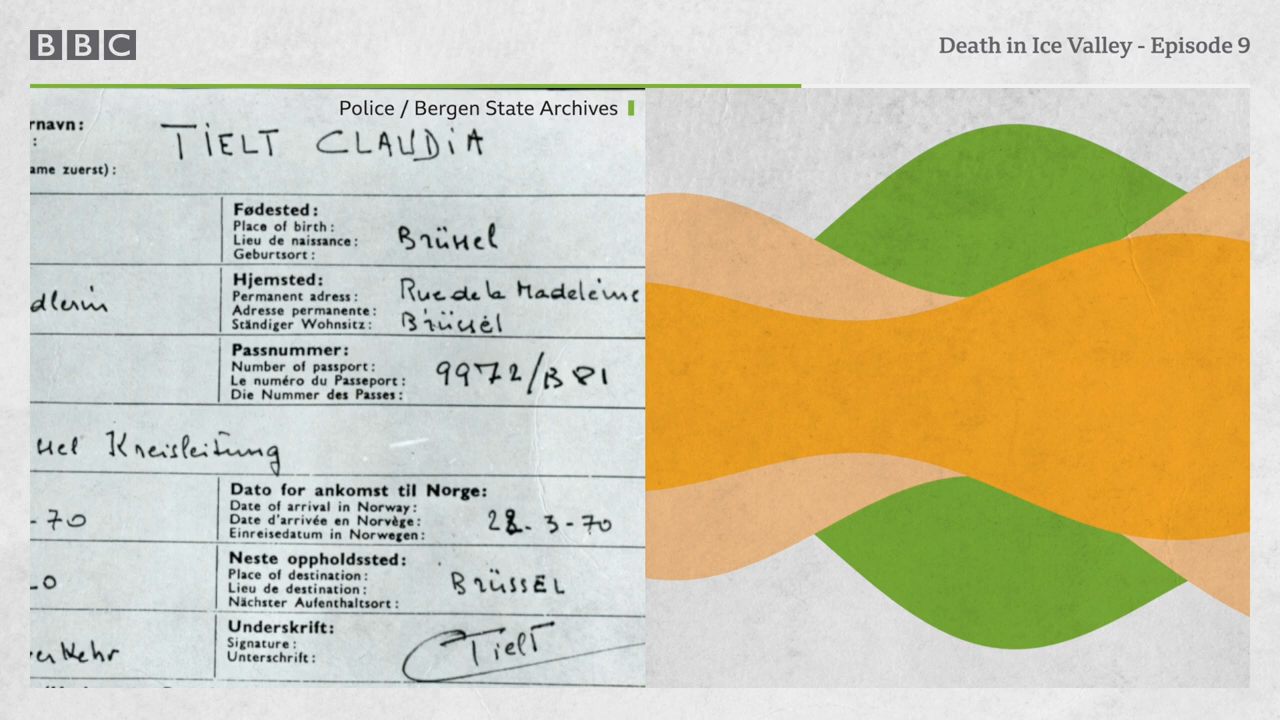 BBC
Death in Ice Valley - Episode 9
Police / Bergen State Archives
rnavn:
:
TIELT CLAUDIA
ame zuerst):
Fødested:
Place of birth:
Lieu de naissance:
Geburtsort:
Brüssel
dlerin
Hjemsted:
Permanent adress:
Adresse permanente:
Ständiger Wohnsitz:
Rue de la Madeleine
Brüssel
Passnummer:
Number of passport:
Le numéro du Passeport:
Die Nummer des Passes:
9972/B
ssel Kreisleitung
-70
Dato for ankomst til Norge:
Date of arrival in Norway:
Date d'arrivée en Norvège:
Einreisedatum in Norwegen:
3-70
Neste oppholdssted:
Place of destination:
Lieu de destination:
Nächster Aufenthaltsort:
BRÜSSEL
Underskrift:
Signature:
Unterschrift:
erkehr
Tielt